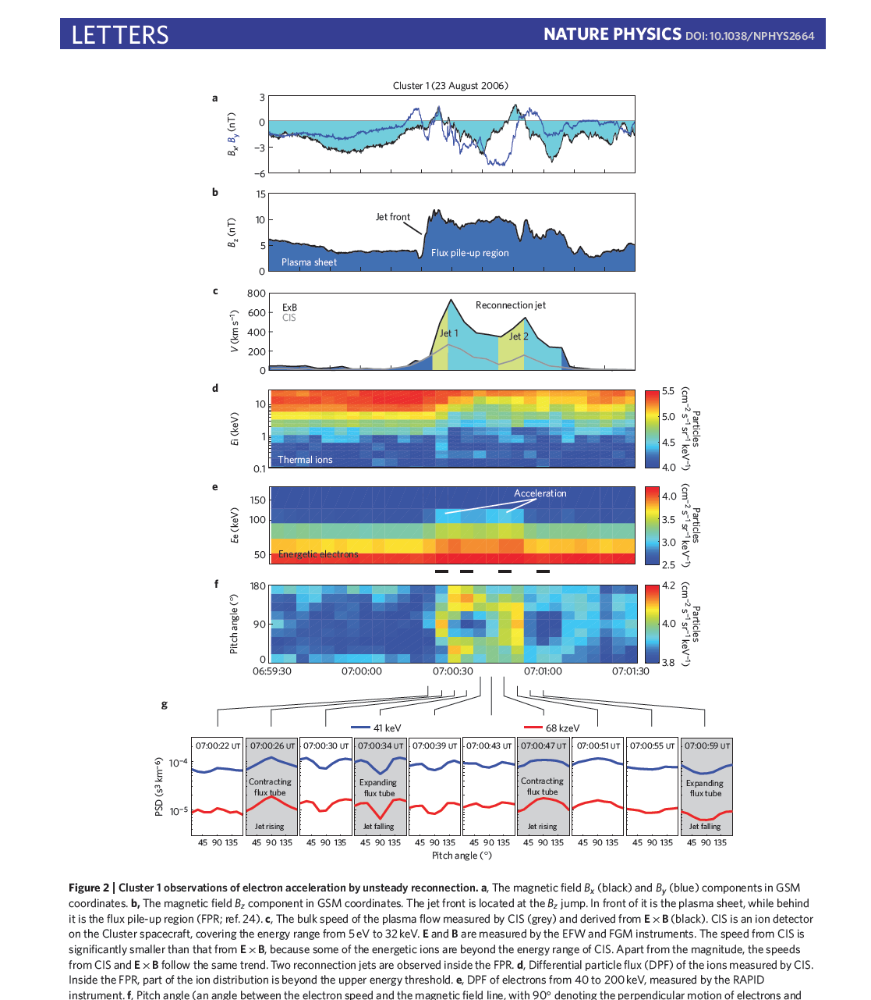 LETTERS
NATURE PHYSICS DOI: 10.1038/NPHYS2664
Cluster 1 (23 August 2006)
a
3
0
−3
−6
Bx, By (nT)
b
15
10
5
0
Bz (nT)
Jet front
Flux pile-up region
Plasma sheet
c
800
600
400
200
0
V (km s−1)
ExB
CIS
Reconnection jet
Jet 1
Jet 2
d
10
1
0.1
Ei (keV)
Thermal ions
5.5
5.0
4.5
4.0
Particles
(cm−2 s−1 sr−1 keV−1)
e
150
100
50
Ee (keV)
Acceleration
Energetic electrons
4.0
3.5
3.0
2.5
Particles
(cm−2 s−1 sr−1 keV−1)
f
180
90
0
Pitch angle (°)
4.2
4.0
3.8
Particles
(cm−2 s−1 sr−1 keV−1)
06:59:30 07:00:00 07:00:30 07:01:00 07:01:30
g
41 keV
68 kzeV
07:00:22 UT 07:00:26 UT 07:00:30 UT 07:00:34 UT 07:00:39 UT 07:00:43 UT 07:00:47 UT 07:00:51 UT 07:00:55 UT 07:00:59 UT
10−4
10−5
PSD (s3 km−6)
Contracting
flux tube
Jet rising
Expanding
flux tube
Jet falling
Contracting
flux tube
Jet rising
Expanding
flux tube
Jet falling
45 90 135 45 90 135 45 90 135 45 90 135 45 90 135 45 90 135 45 90 135 45 90 135 45 90 135 45 90 135
Pitch angle (°)
Figure 2 | Cluster 1 observations of electron acceleration by unsteady reconnection. a, The magnetic field Bx (black) and By (blue) components in GSM
coordinates. b, The magnetic field Bz component in GSM coordinates. The jet front is located at the Bz jump. In front of it is the plasma sheet, while behind
it is the flux pile-up region (FPR; ref. 24). c, The bulk speed of the plasma flow measured by CIS (grey) and derived from E × B (black). CIS is an ion detector
on the Cluster spacecraft, covering the energy range from 5 eV to 32 keV. E and B are measured by the EFW and FGM instruments. The speed from CIS is
significantly smaller than that from E × B, because some of the energetic ions are beyond the energy range of CIS. Apart from the magnitude, the speeds
from CIS and E × B follow the same trend. Two reconnection jets are observed inside the FPR. d, Differential particle flux (DPF) of the ions measured by CIS.
Inside the FPR, part of the ion distribution is beyond the upper energy threshold. e, DPF of electrons from 40 to 200 keV, measured by the RAPID
instrument. f, Pitch angle (an angle between the electron speed and the magnetic field line, with 90° denoting the perpendicular motion of electrons and